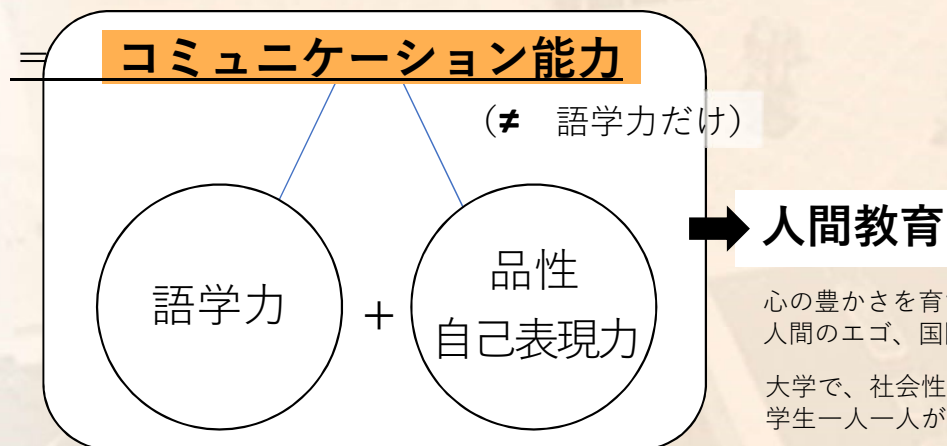 ＝
コミュニケーション能力
（≠　語学力だけ）
語学力
＋
品性
自己表現力
人間教育
心の豊かさを育
人間のエゴ、国
大学で、社会性
学生一人一人が